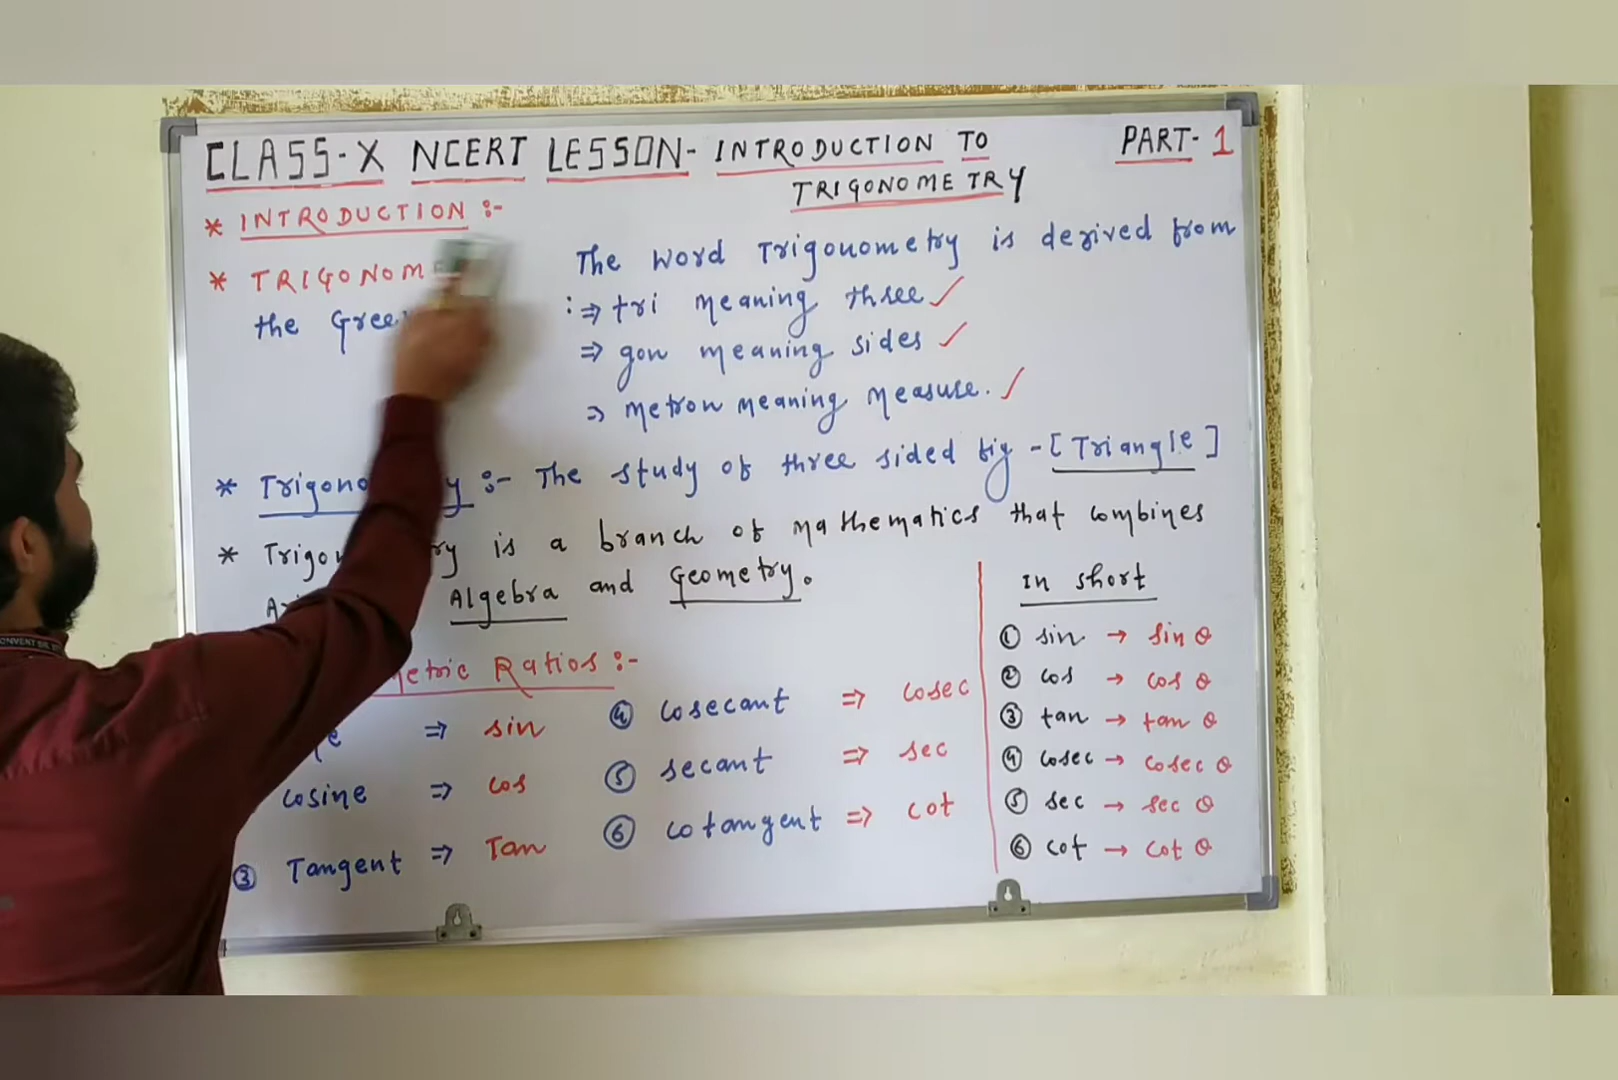 CLASS-X NCERT LESSON- INTRODUCTION TO
TRIGONOMETRY
PART-1
* INTRODUCTION :-
* TRIGONOM The word Trigonometry is derived from
the Gree
:⇒ tri meaning three ✓
⇒ gon meaning sides ✓
⇒ metron meaning measure. ✓
* Trigono y :- The study of three sided fig - [Triangle]
* Trigon ry is a branch of mathematics that combines
Algebra and Geometry.
etric Ratios :-
⇒ sin
cosine ⇒ cos
③ Tangent ⇒ Tan
④ cosecant ⇒ cosec
⑤ secant ⇒ sec
⑥ cotangent ⇒ cot
In short
① sin → sin θ
② cos → cos θ
③ tan → tan θ
④ cosec → cosec θ
⑤ sec → sec θ
⑥ cot → cot θ